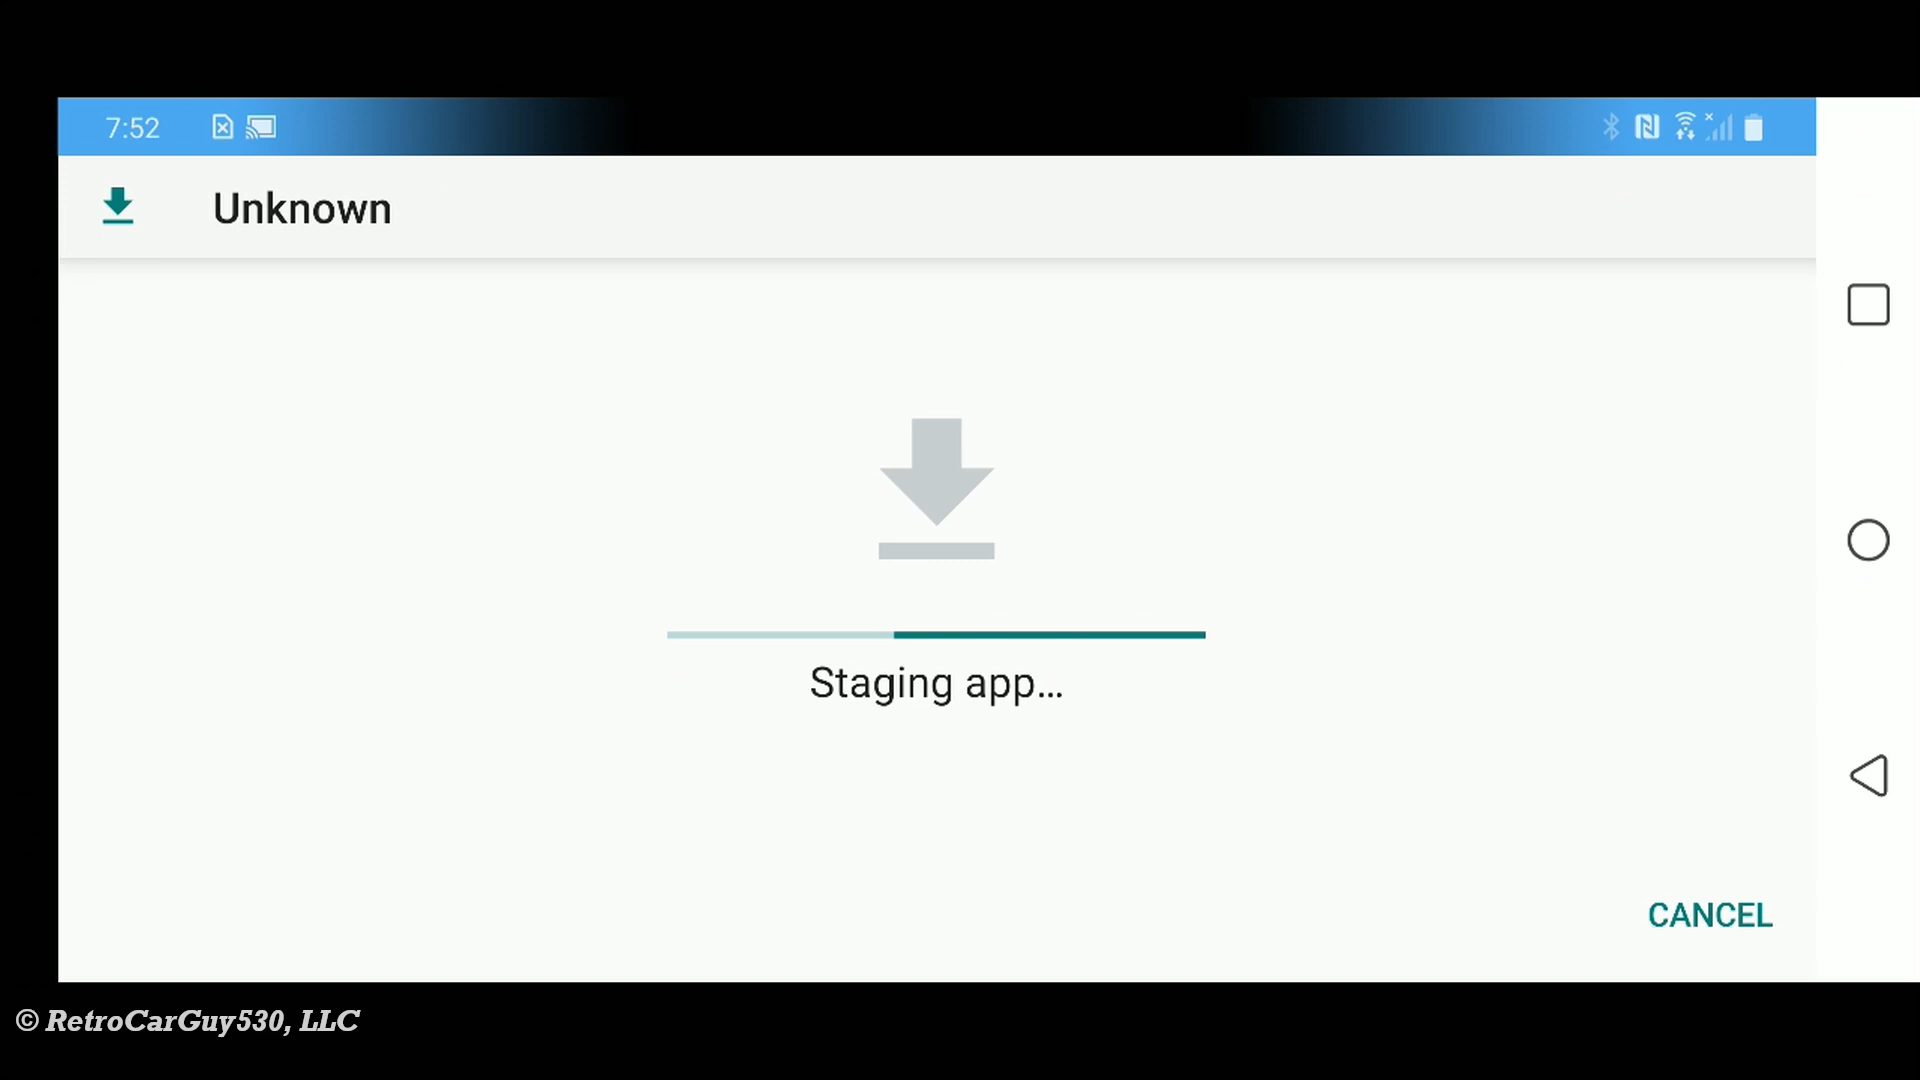 7:52
Unknown
Staging app...
CANCEL
© RetroCarGuy530, LLC